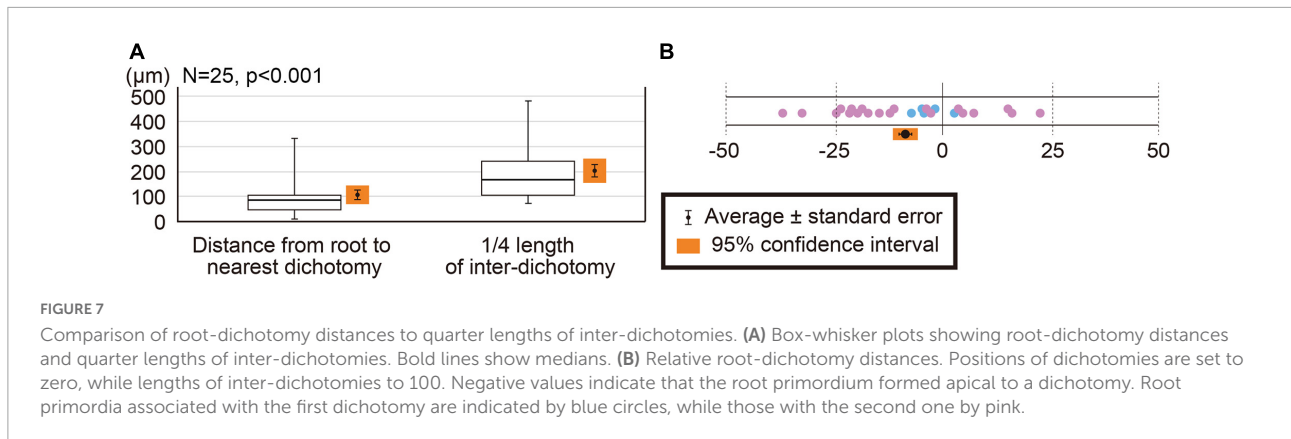 A
(μm) N=25, p<0.001
500
400
300
200
100
0
Distance from root to
nearest dichotomy
1/4 length
of inter-dichotomy
B
-50 -25 0 25 50
Average ± standard error
95% confidence interval
FIGURE 7
Comparison of root-dichotomy distances to quarter lengths of inter-dichotomies. (A) Box-whisker plots showing root-dichotomy distances
and quarter lengths of inter-dichotomies. Bold lines show medians. (B) Relative root-dichotomy distances. Positions of dichotomies are set to
zero, while lengths of inter-dichotomies to 100. Negative values indicate that the root primordium formed apical to a dichotomy. Root
primordia associated with the first dichotomy are indicated by blue circles, while those with the second one by pink.